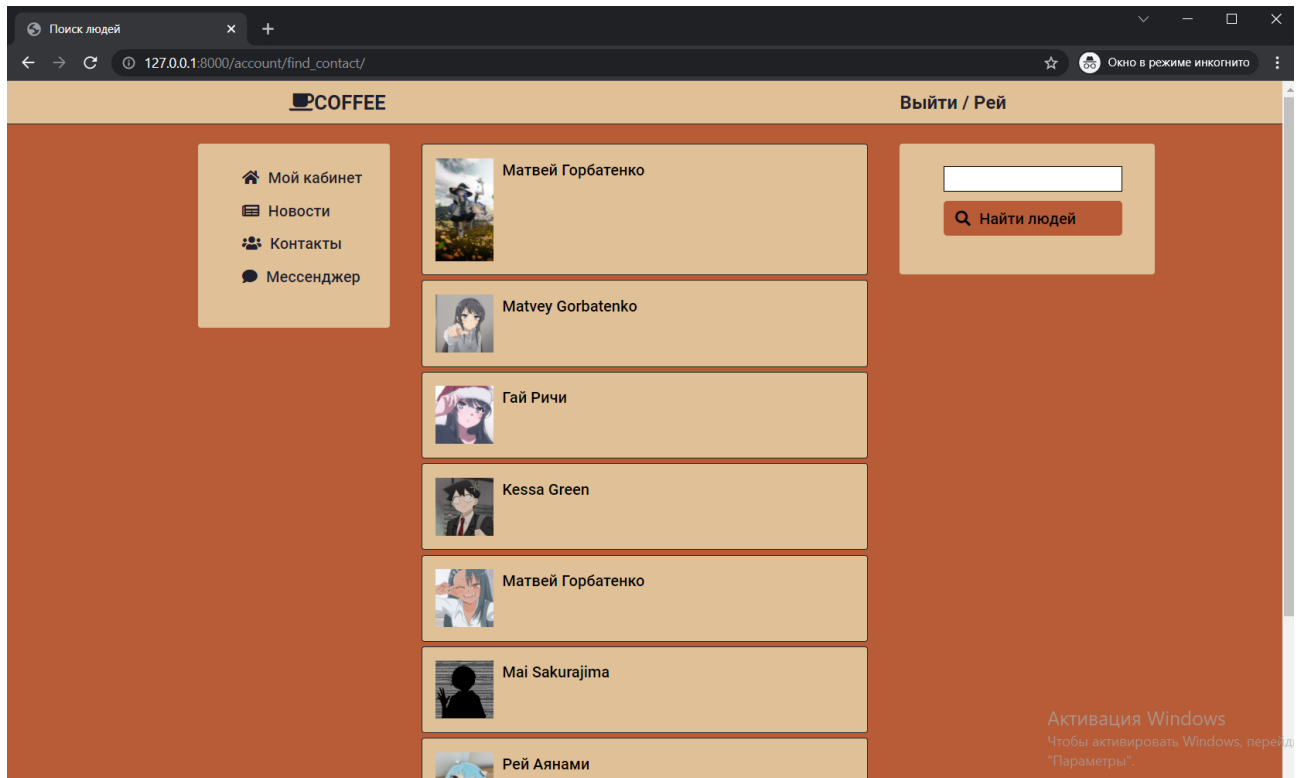 Поиск людей
127.0.0.1:8000/account/find_contact/
Окно в режиме инкогнито
COFFEE
Выйти / Рей
Мой кабинет
Новости
Контакты
Мессенджер
Матвей Горбатенко
Matvey Gorbatenko
Гай Ричи
Kessa Green
Матвей Горбатенко
Mai Sakurajima
Рей Аянами
Найти людей
Активация Windows
Чтобы активировать Windows, перейд
"Параметры".